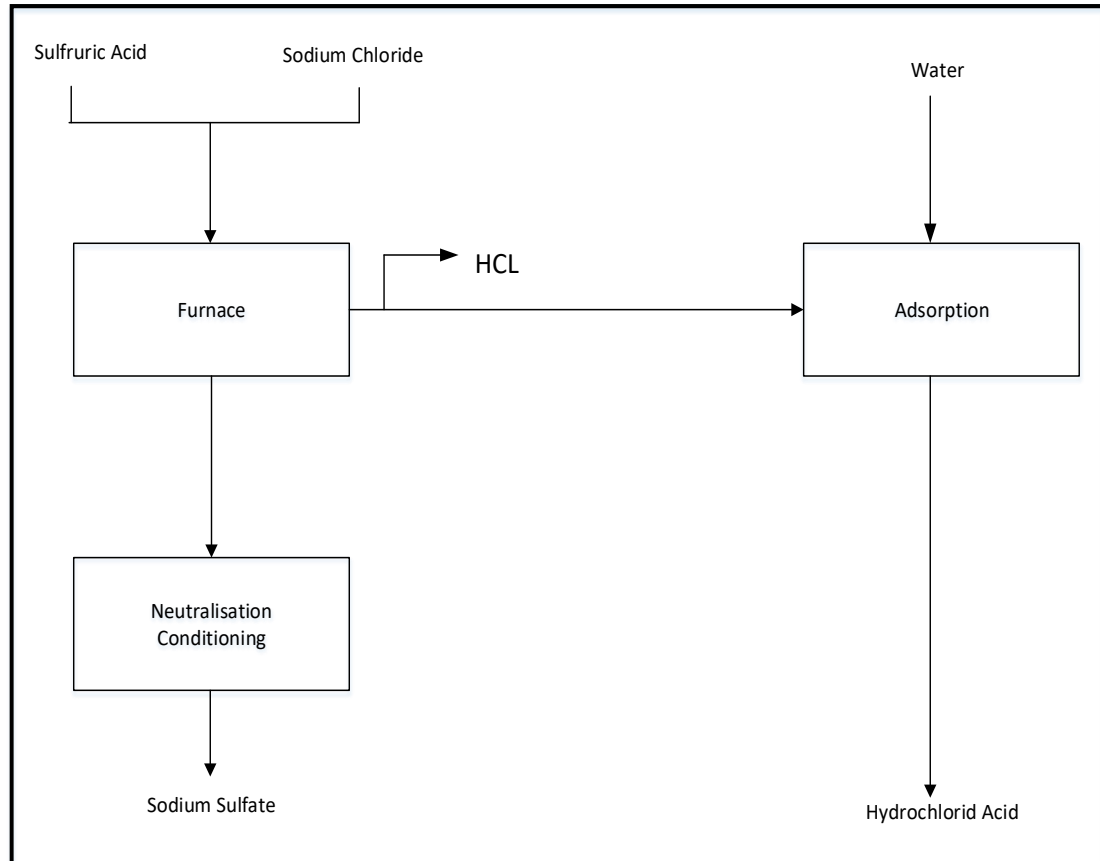 Sulfruric Acid
Sodium Chloride
Water
HCL
Furnace
Adsorption
Neutralisation
Conditioning
Sodium Sulfate
Hydrochlorid Acid